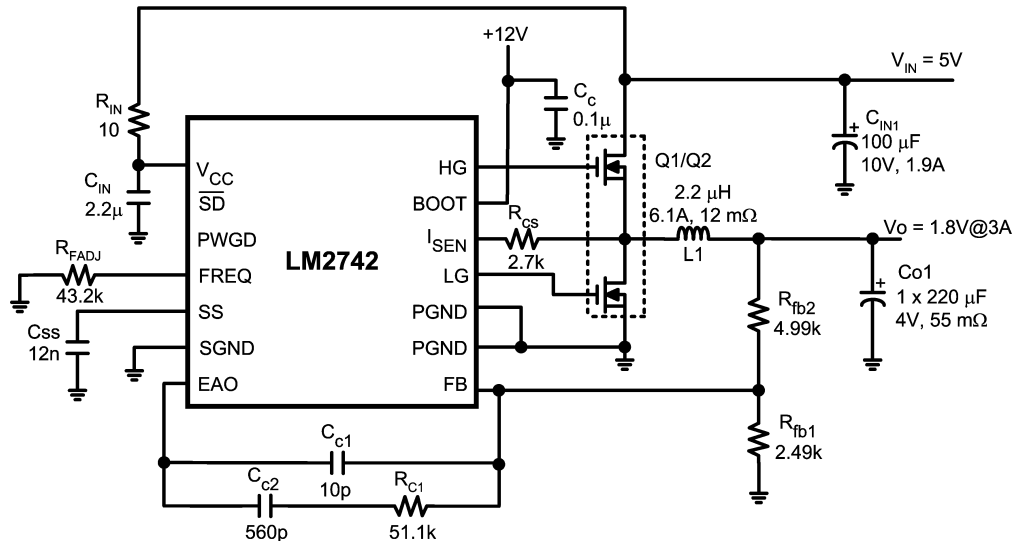 +12V
V_IN = 5V
R_IN
10
C_c
0.1μ
C_IN1
+
100 μF
10V, 1.9A
V_CC
HG
Q1/Q2
C_IN
2.2μ
SD
BOOT
2.2 μH
6.1A, 12 mΩ
R_cs
PWGD
I_SEN
2.7k
L1
Vo = 1.8V@3A
LM2742
R_FADJ
43.2k
FREQ
LG
Co1
+
1 x 220 μF
4V, 55 mΩ
SS
PGND
R_fb2
4.99k
Css
12n
SGND
PGND
EAO
FB
R_fb1
2.49k
C_c1
10p
C_c2
560p
R_C1
51.1k